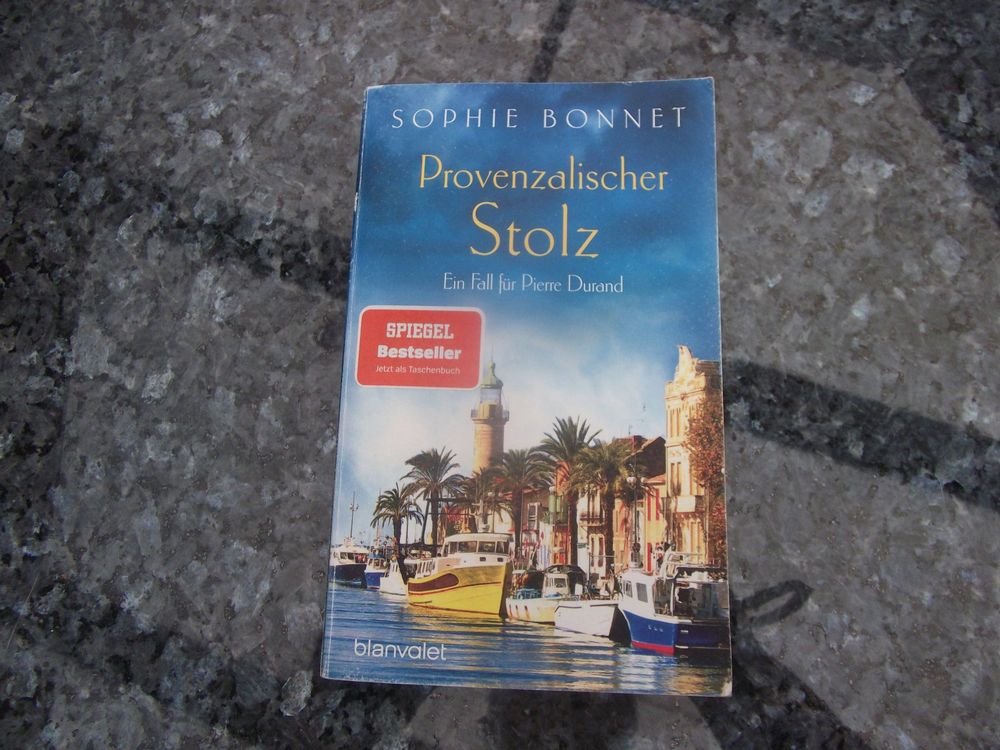 SOPHIE BONNET
Provenzalischer
Stolz
Ein Fall für Pierre Durand
SPIEGEL
Bestseller
Jetzt als Taschenbuch
blanvalet